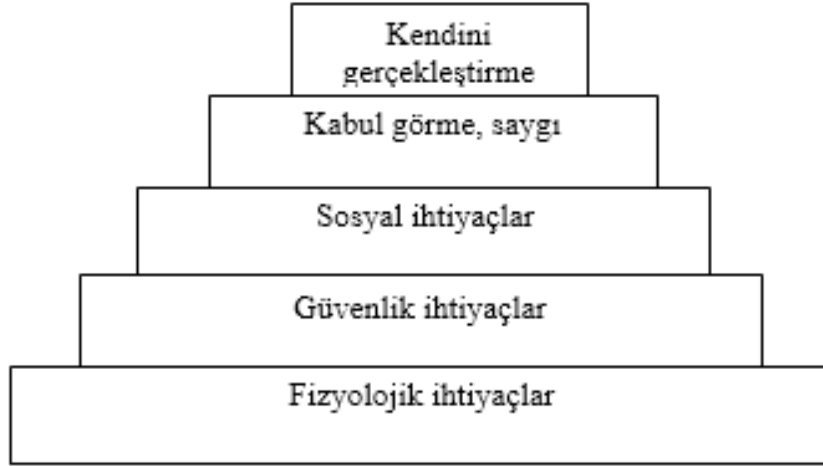 Kendini
gerçekleştirme
Kabul görme, saygı
Sosyal ihtiyaçlar
Güvenlik ihtiyaçlar
Fizyolojik ihtiyaçlar